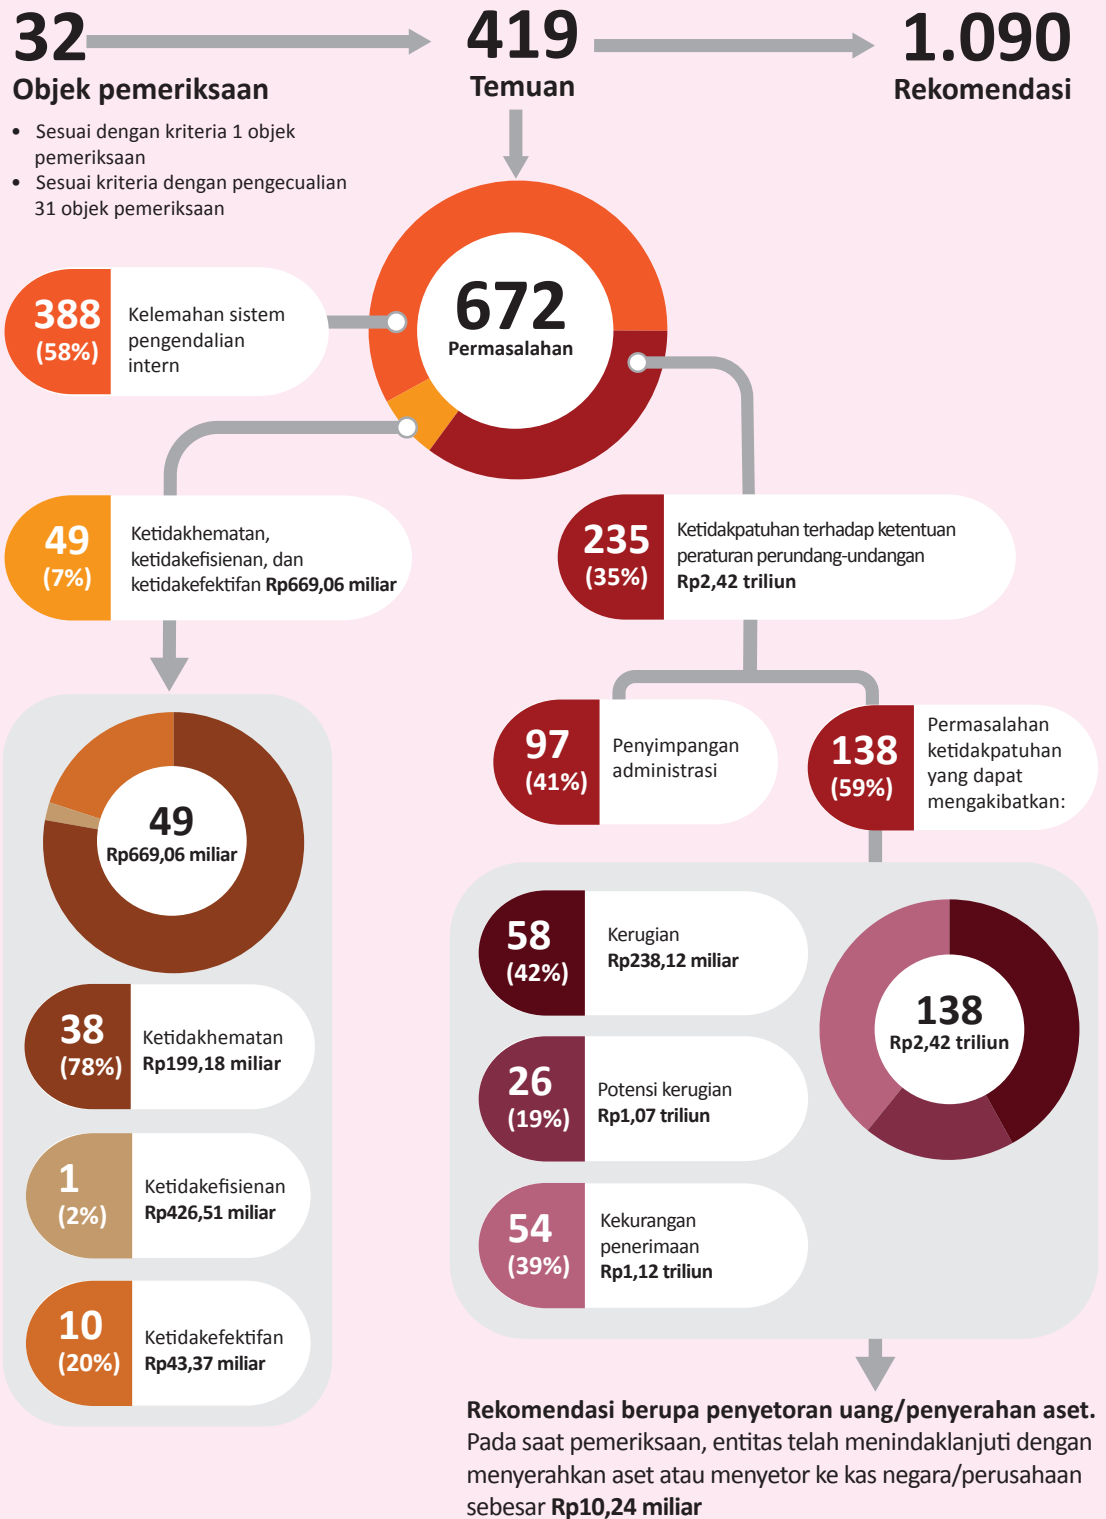 32
Objek pemeriksaan
419
Temuan
1.090
Rekomendasi
• Sesuai dengan kriteria 1 objek
pemeriksaan
• Sesuai kriteria dengan pengecualian
31 objek pemeriksaan
672
Permasalahan
388
(58%)
Kelemahan sistem
pengendalian
intern
49
(7%)
Ketidakhematan,
ketidakefisienan, dan
ketidakefektifan Rp669,06 miliar
235
(35%)
Ketidakpatuhan terhadap ketentuan
peraturan perundang-undangan
Rp2,42 triliun
97
(41%)
Penyimpangan
administrasi
138
(59%)
Permasalahan
ketidakpatuhan
yang dapat
mengakibatkan:
49
Rp669,06 miliar
38
(78%)
Ketidakhematan
Rp199,18 miliar
1
(2%)
Ketidakefisienan
Rp426,51 miliar
10
(20%)
Ketidakefektifan
Rp43,37 miliar
58
(42%)
Kerugian
Rp238,12 miliar
26
(19%)
Potensi kerugian
Rp1,07 triliun
54
(39%)
Kekurangan
penerimaan
Rp1,12 triliun
138
Rp2,42 triliun
Rekomendasi berupa penyetoran uang/penyerahan aset.
Pada saat pemeriksaan, entitas telah menindaklanjuti dengan
menyerahkan aset atau menyetor ke kas negara/perusahaan
sebesar Rp10,24 miliar